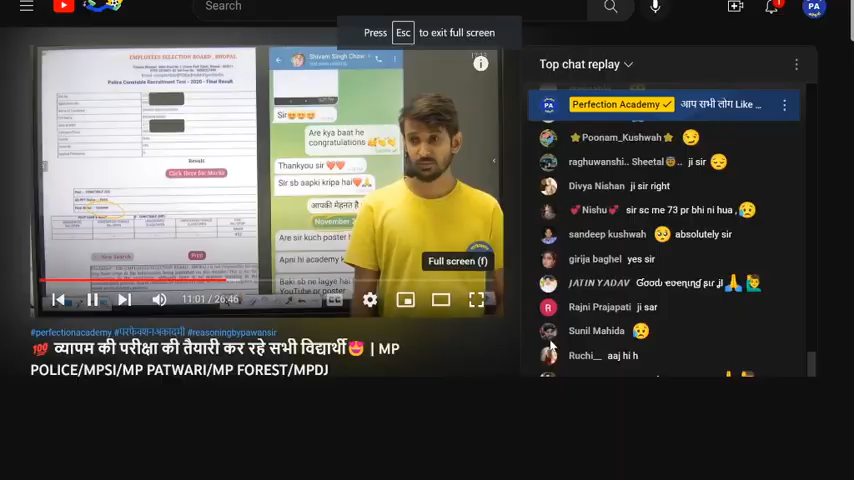 Search
Press Esc to exit full screen
EMPLOYEES SELECTION BOARD, BHOPAL
Police Constable Recruitment Test - 2020 - Final Result
Result
Click Here for Marks
Print
Shivam Singh
Sir😍😍😍
Are kya baat he
congratulations 🥰👏👏
Thankyou sir ❤️❤️
Sir sb aapki kripa hai❤️🙏
आपकी मेहनत है
November
Are sir kuch poster
Apni hi academy k
Baki sb ne lagye hai
YouTube or poster
Full screen (f)
11:01 / 26:46
#perfectionacademy #परफेक्शनअकादमी #reasoningbypawansir
💯 व्यापम की परीक्षा की तैयारी कर रहे सभी विद्यार्थी😍 | MP
POLICE/MPSI/MP PATWARI/MP FOREST/MPDJ
PA
Top chat replay
PA Perfection Academy ✓ आप सभी लोग Like ...
⭐Poonam_Kushwah⭐ 😏
raghuwanshi.. Sheetal😇.. ji sir 😔
Divya Nishan ji sir right
💕Nishu💕 sir sc me 73 pr bhi ni hua,😥
sandeep kushwah 🥺 absolutely sir
girija baghel yes sir
JATIN YADAV Good evening sir ji🙏🙋‍♂️
Rajni Prajapati ji sar
Sunil Mahida 😥
Ruchi__ aaj hi h